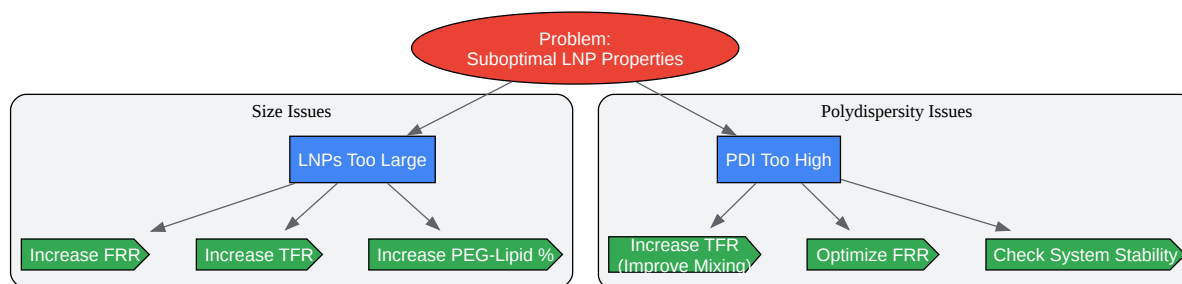 Problem:
Suboptimal LNP Properties
Size Issues
Polydispersity Issues
LNPs Too Large
PDI Too High
Increase FRR
Increase TFR
Increase PEG-Lipid %
Increase TFR
(Improve Mixing)
Optimize FRR
Check System Stability